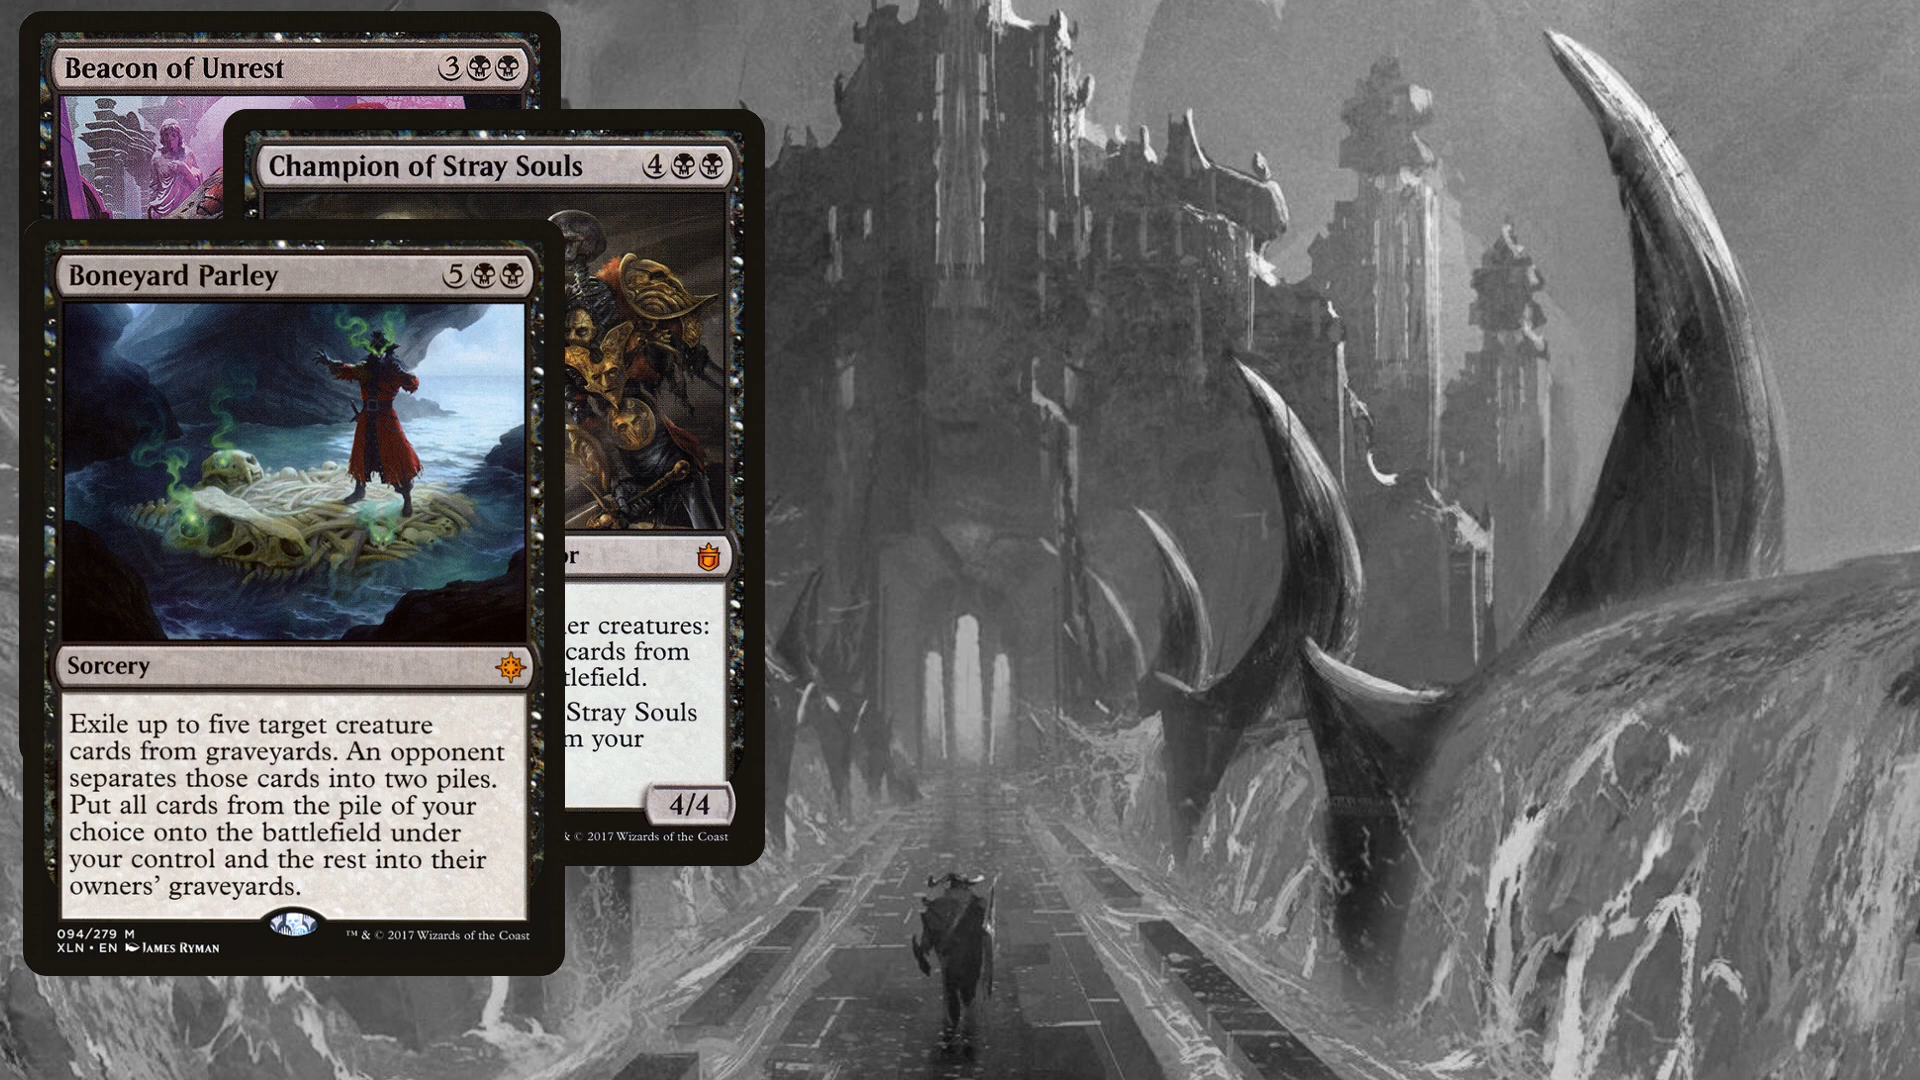 Beacon of Unrest 3
Champion of Stray Souls 4
Boneyard Parley 5
Sorcery
Exile up to five target creature
cards from graveyards. An opponent
separates those cards into two piles.
Put all cards from the pile of your
choice onto the battlefield under
your control and the rest into their
owners’ graveyards.
094/279 M
XLN • EN James Ryman
™ & © 2017 Wizards of the Coast
creatures:
cards from
Stray Souls
your
4/4
& © 2017 Wizards of the Coast